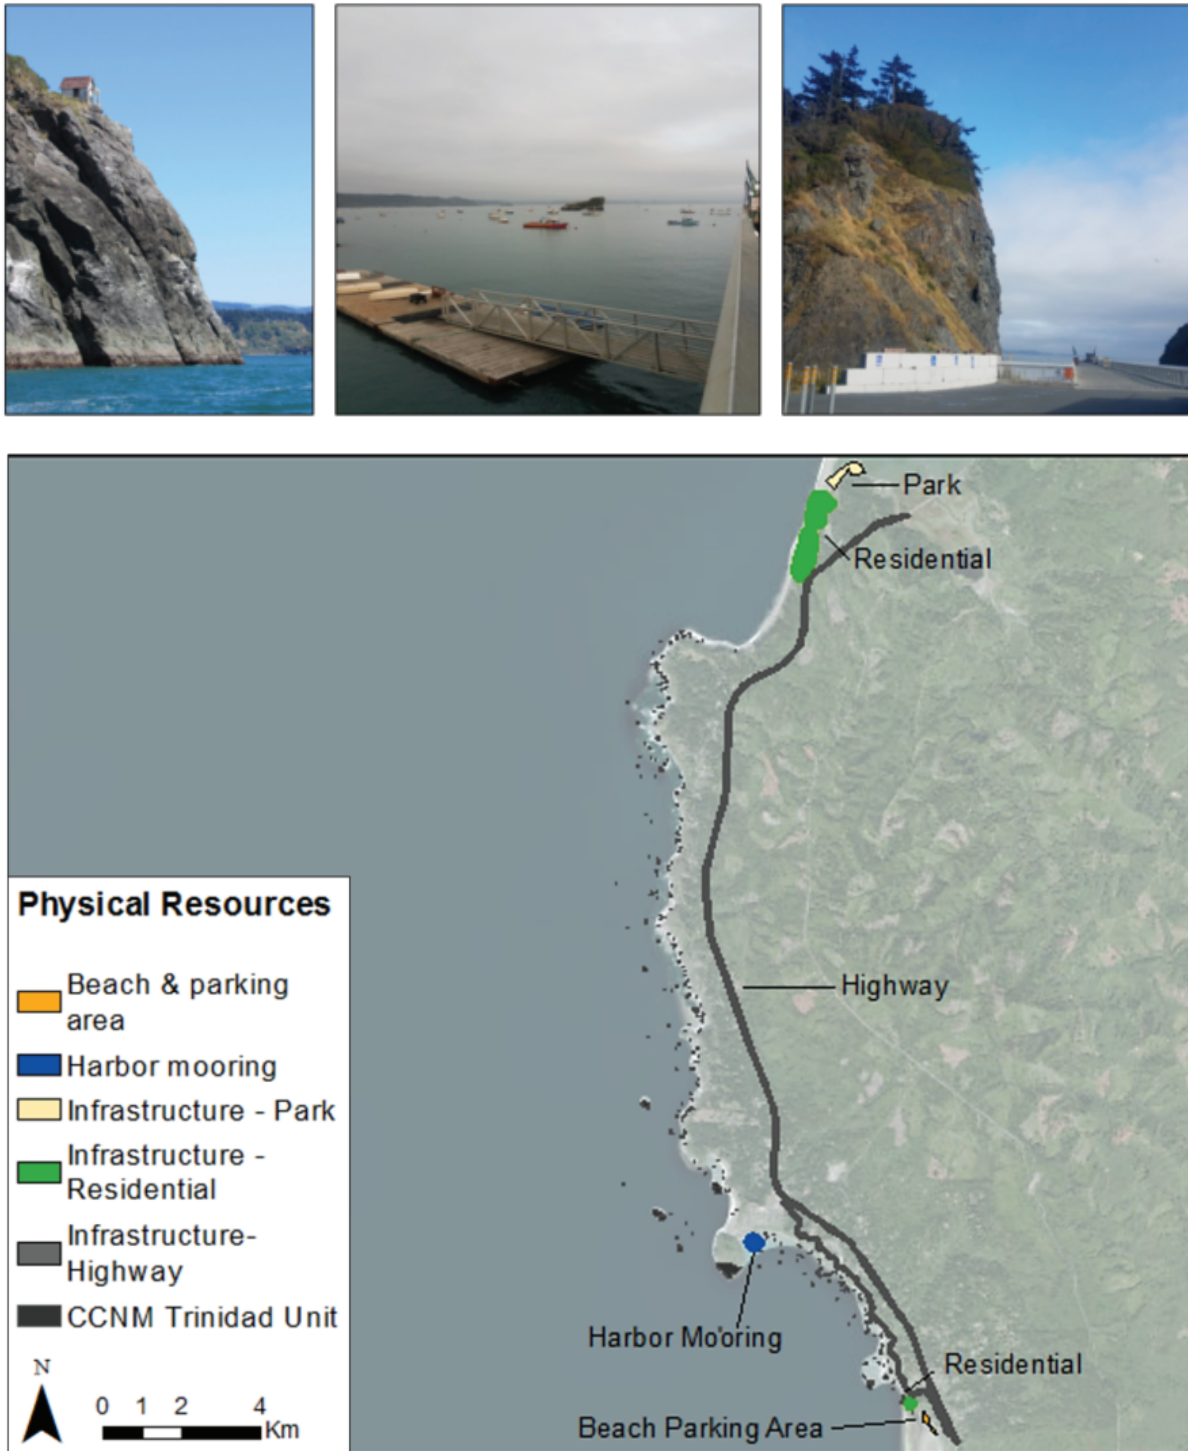 Park
Residential
Highway
Harbor Mooring
Residential
Beach Parking Area
Physical Resources
Beach & parking
area
Harbor mooring
Infrastructure - Park
Infrastructure -
Residential
Infrastructure-
Highway
CCNM Trinidad Unit
N
0 1 2 4
Km